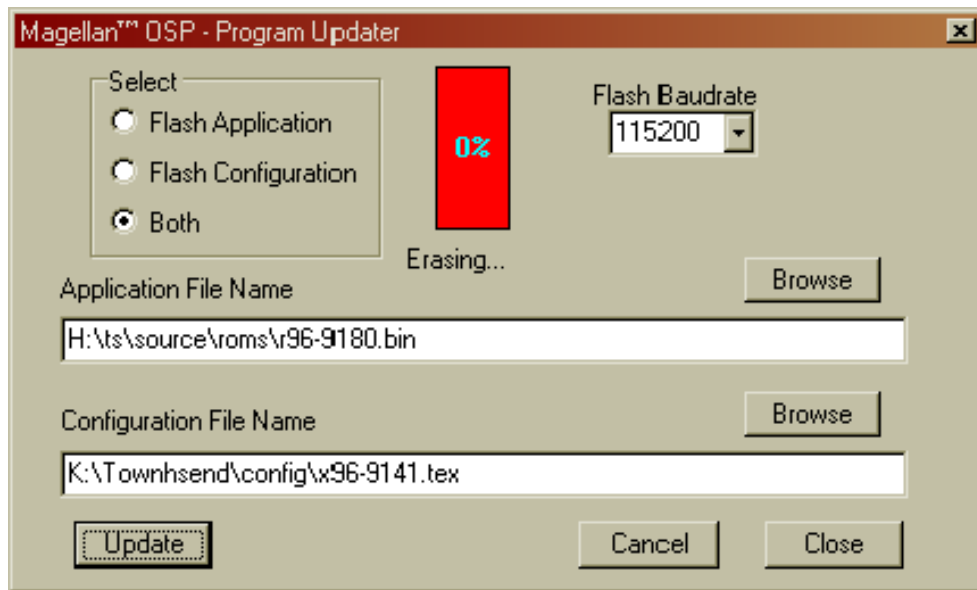 Magellan™ OSP - Program Updater
Select
Flash Application
Flash Configuration
Both
0%
Erasing...
Flash Baudrate
115200
Application File Name
Browse
H:\ts\source\roms\r96-9180.bin
Configuration File Name
Browse
K:\Townhsend\config\x96-9141.tex
Update
Cancel
Close